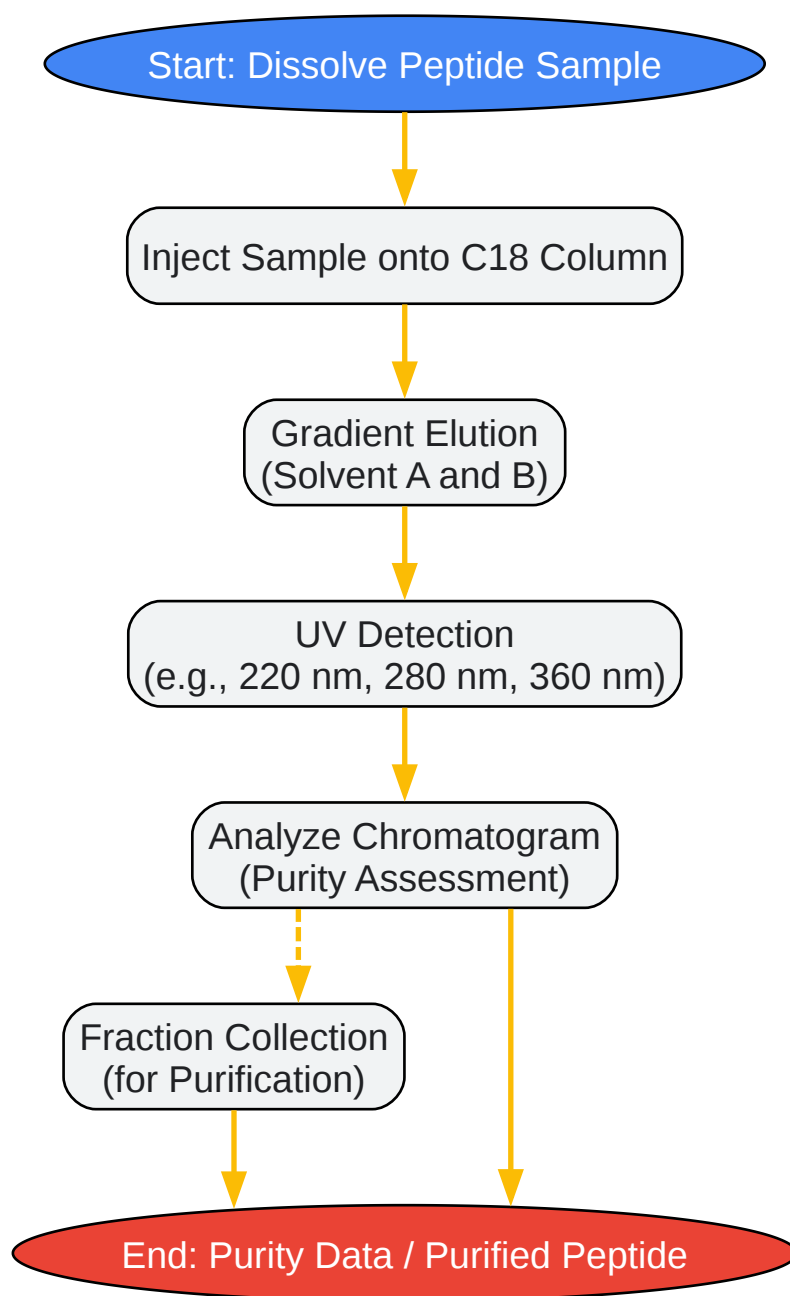 Start: Dissolve Peptide Sample
Inject Sample onto C18 Column
Gradient Elution
(Solvent A and B)
UV Detection
(e.g., 220 nm, 280 nm, 360 nm)
Analyze Chromatogram
(Purity Assessment)
Fraction Collection
(for Purification)
End: Purity Data / Purified Peptide